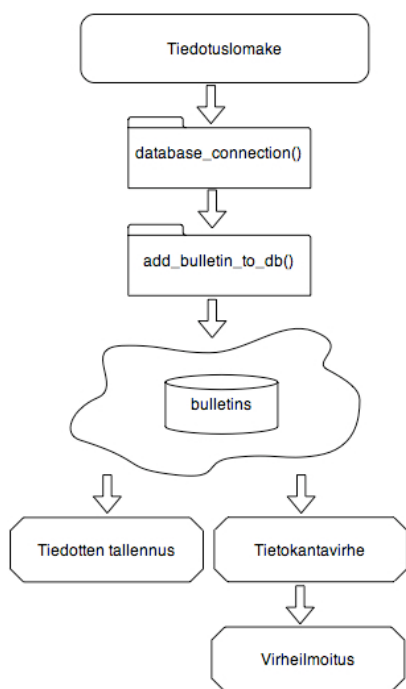 Tiedotuslomake
database_connection()
add_bulletin_to_db()
bulletins
Tiedotten tallennus
Tietokantavirhe
Virheilmoitus